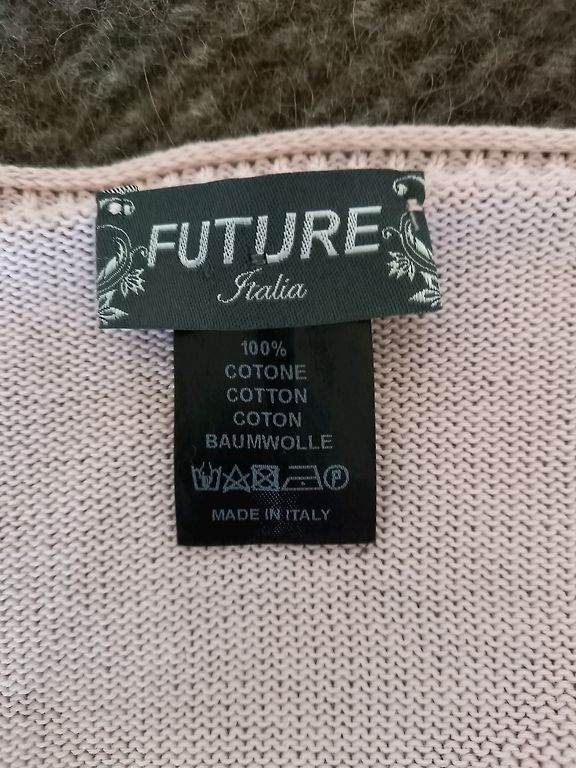 FUTURE
Italia
100%
COTONE
COTTON
COTON
BAUMWOLLE
P
MADE IN ITALY